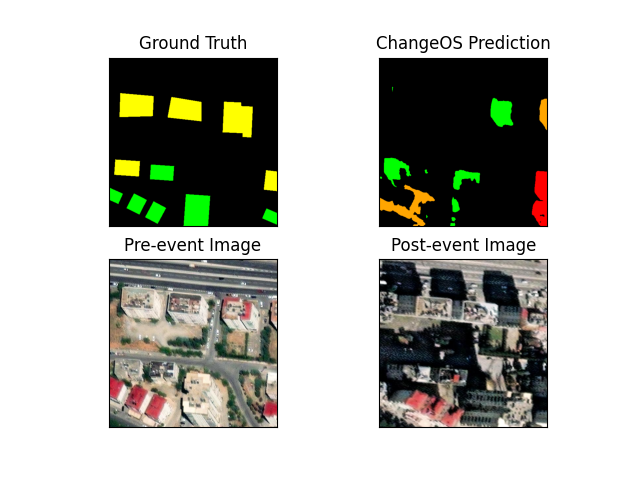 Ground Truth
ChangeOS Prediction
Pre-event Image
Post-event Image